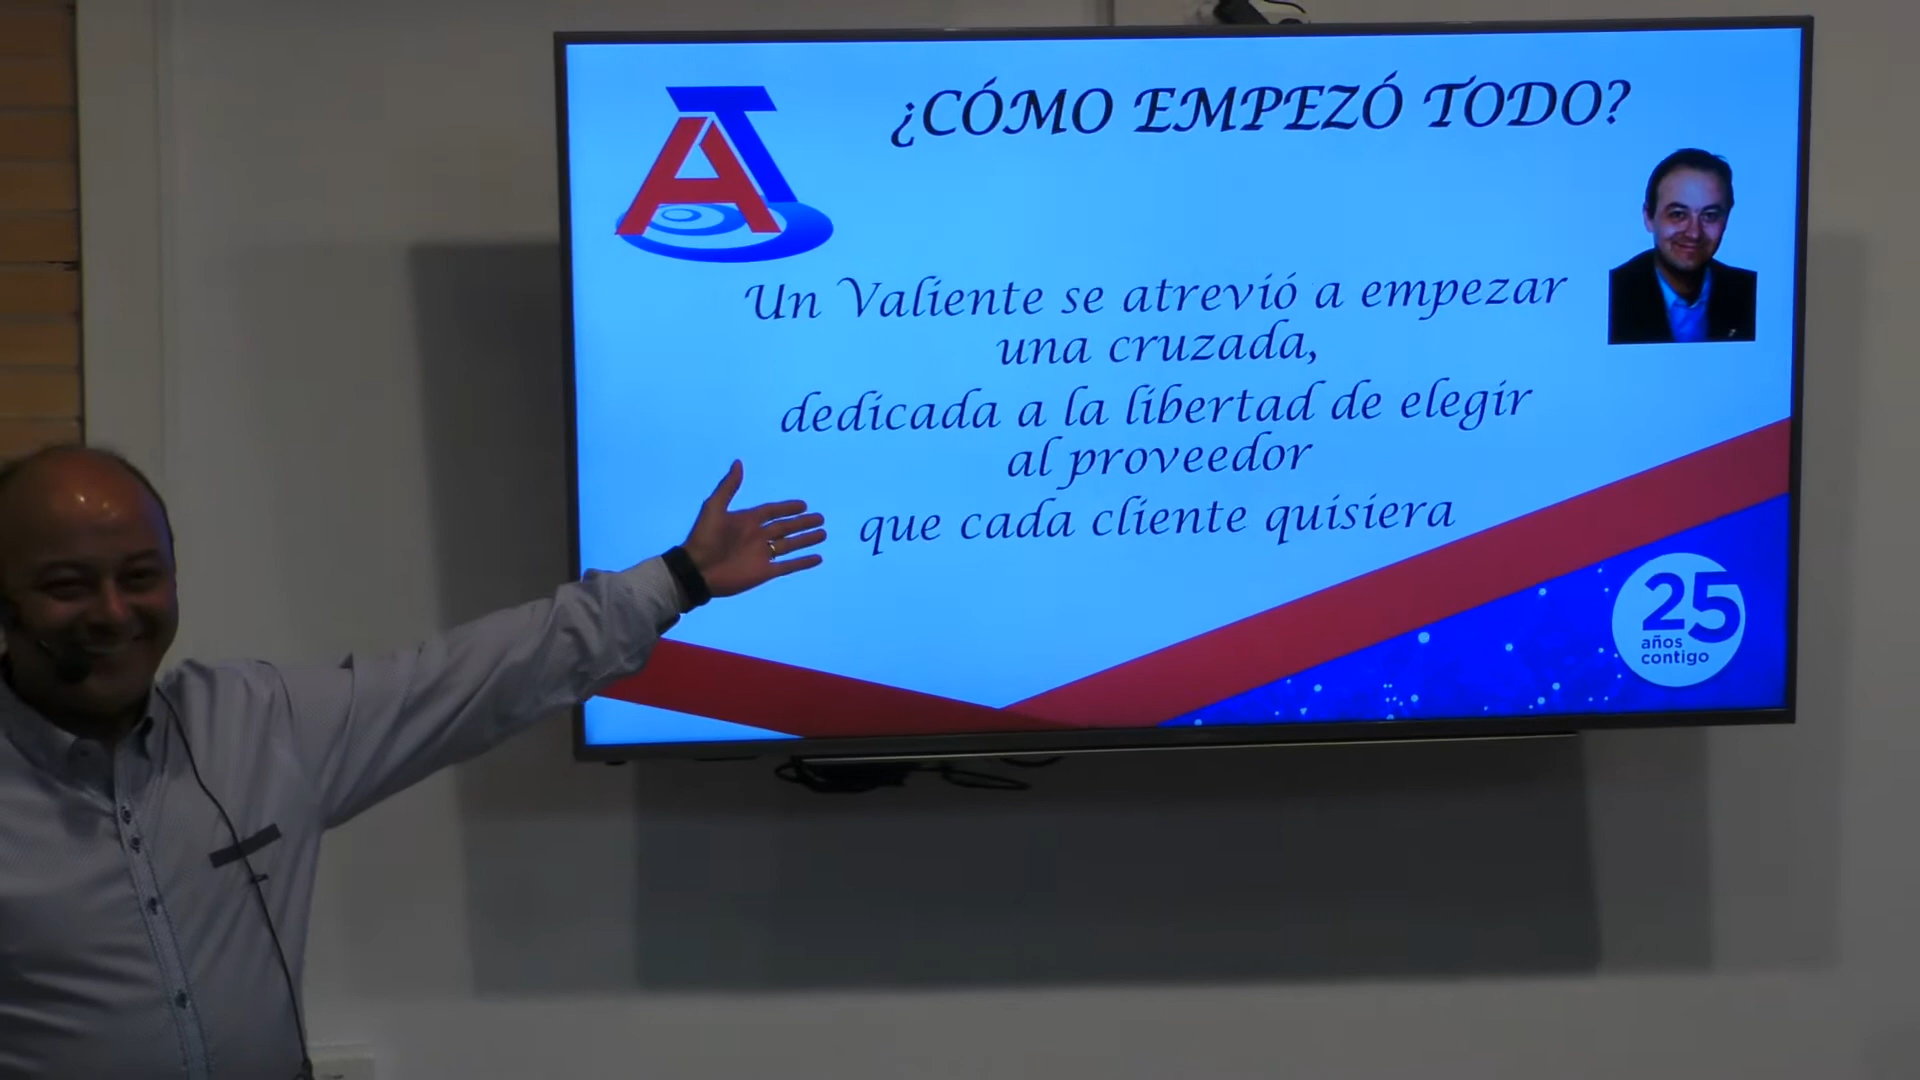 AT
¿CÓMO EMPEZÓ TODO?
Un Valiente se atrevió a empezar
una cruzada,
dedicada a la libertad de elegir
al proveedor
que cada cliente quisiera
25
años
contigo